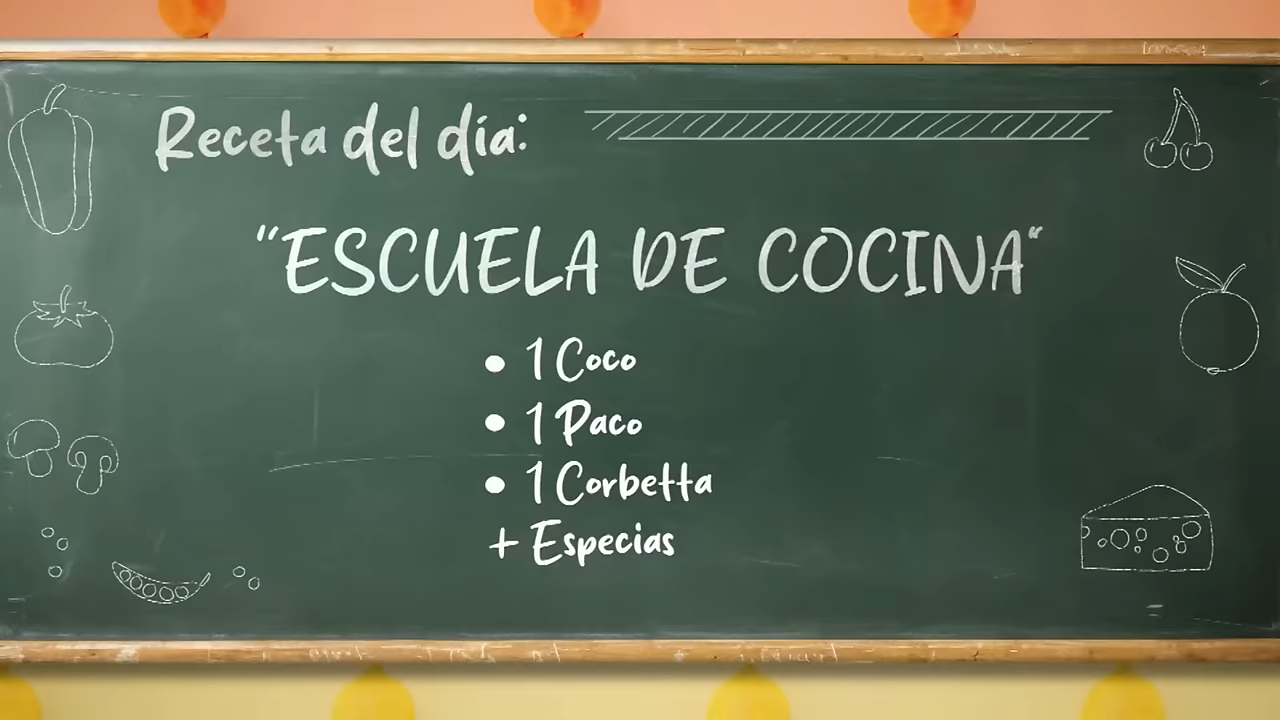 Receta del día:
"ESCUELA DE COCINA"
• 1 Coco
• 1 Paco
• 1 Corbetta
+ Especias